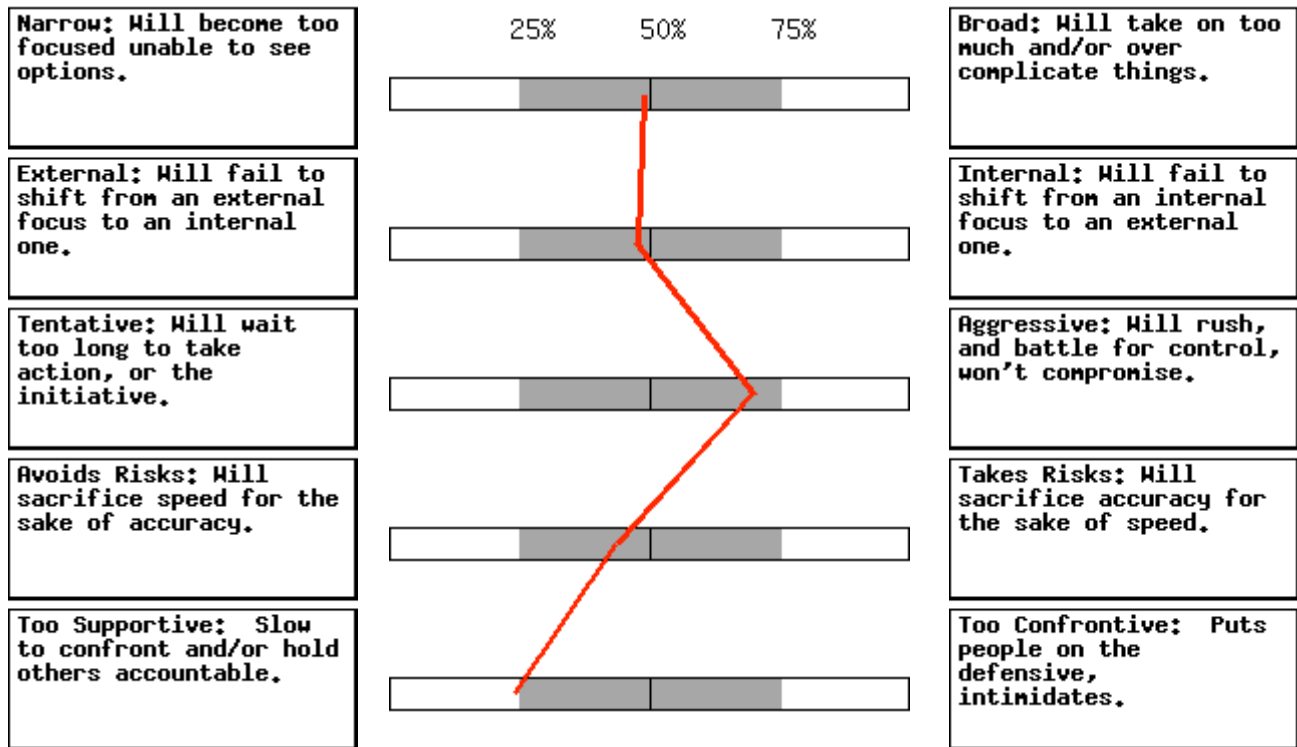 Narrow: Will become too
focused unable to see
options.
25% 50% 75%
Broad: Will take on too
much and/or over
complicate things.
External: Will fail to
shift from an external
focus to an internal
one.
Internal: Will fail to
shift from an internal
focus to an external
one.
Tentative: Will wait
too long to take
action, or the
initiative.
Aggressive: Will rush,
and battle for control,
won't compromise.
Avoids Risks: Will
sacrifice speed for the
sake of accuracy.
Takes Risks: Will
sacrifice accuracy for
the sake of speed.
Too Supportive:  Slow
to confront and/or hold
others accountable.
Too Confrontive:  Puts
people on the
defensive,
intimidates.